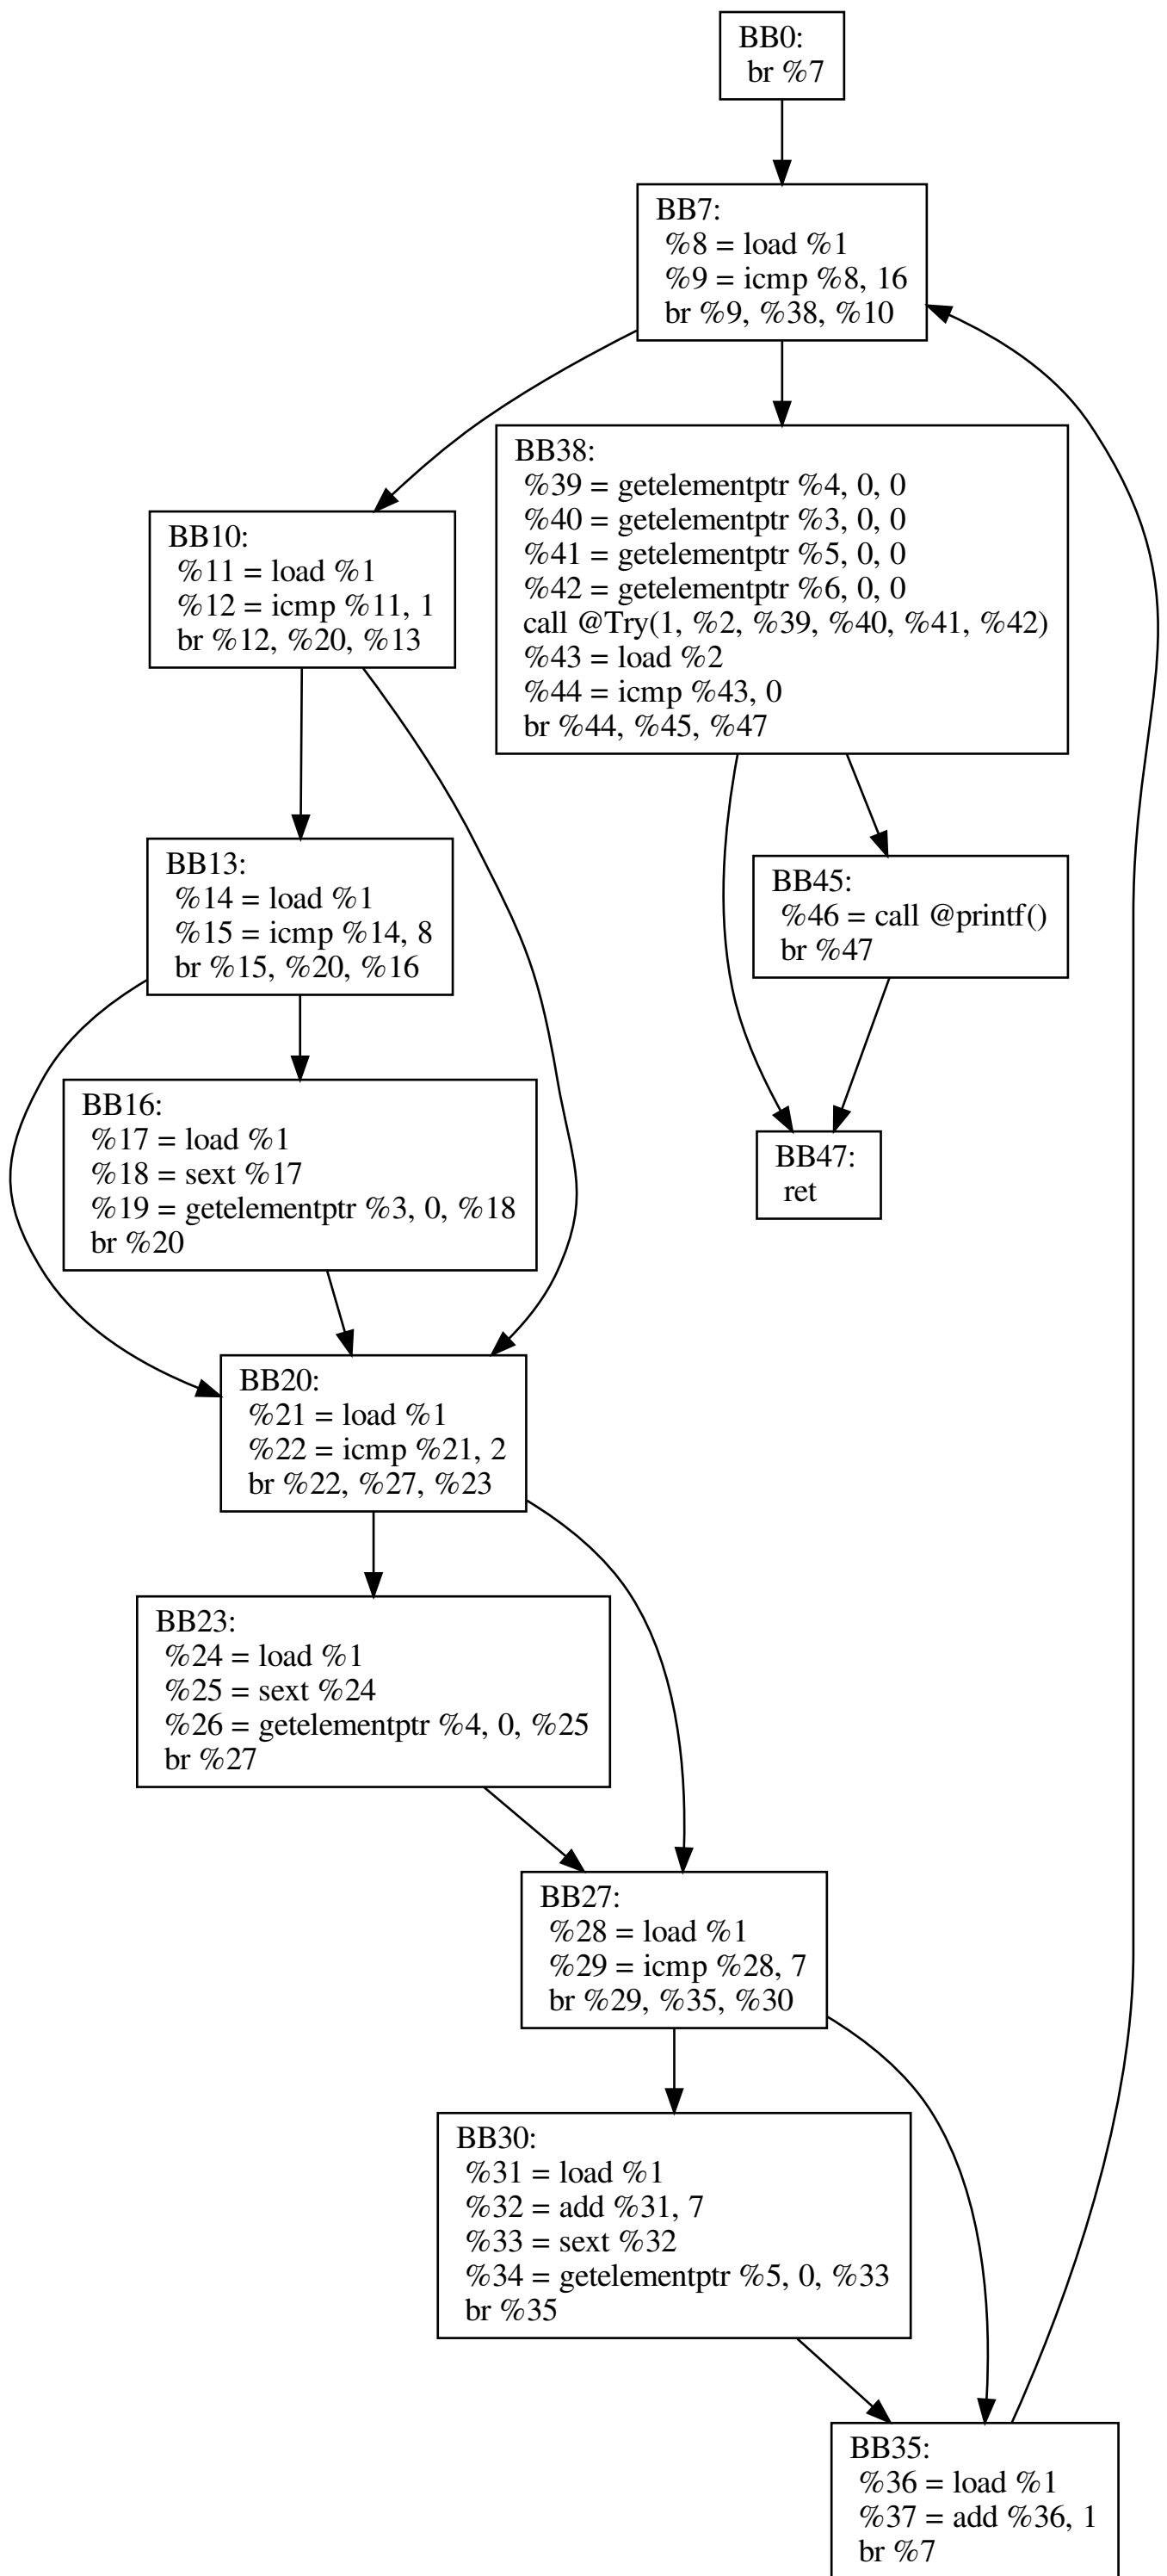 BB0:
br %7
BB7:
%8 = load %1
%9 = icmp %8, 16
br %9, %38, %10
BB38:
%39 = getelementptr %4, 0, 0
%40 = getelementptr %3, 0, 0
%41 = getelementptr %5, 0, 0
%42 = getelementptr %6, 0, 0
call @Try(1, %2, %39, %40, %41, %42)
%43 = load %2
%44 = icmp %43, 0
br %44, %45, %47
BB10:
%11 = load %1
%12 = icmp %11, 1
br %12, %20, %13
BB13:
%14 = load %1
%15 = icmp %14, 8
br %15, %20, %16
BB45:
%46 = call @printf()
br %47
BB16:
%17 = load %1
%18 = sext %17
%19 = getelementptr %3, 0, %18
br %20
BB47:
ret
BB20:
%21 = load %1
%22 = icmp %21, 2
br %22, %27, %23
BB23:
%24 = load %1
%25 = sext %24
%26 = getelementptr %4, 0, %25
br %27
BB27:
%28 = load %1
%29 = icmp %28, 7
br %29, %35, %30
BB30:
%31 = load %1
%32 = add %31, 7
%33 = sext %32
%34 = getelementptr %5, 0, %33
br %35
BB35:
%36 = load %1
%37 = add %36, 1
br %7